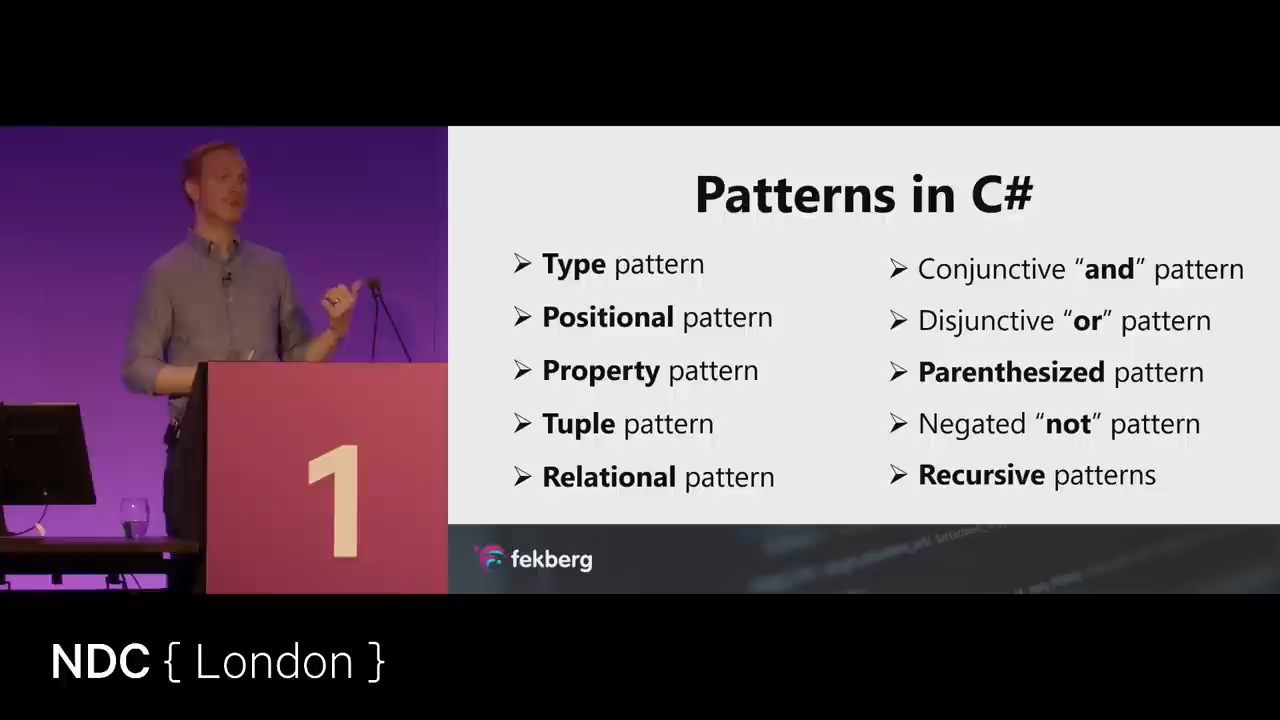 Patterns in C#
➢ Type pattern
➢ Positional pattern
➢ Property pattern
➢ Tuple pattern
➢ Relational pattern
➢ Conjunctive “and” pattern
➢ Disjunctive “or” pattern
➢ Parenthesized pattern
➢ Negated “not” pattern
➢ Recursive patterns
1
fekberg
NDC { London }